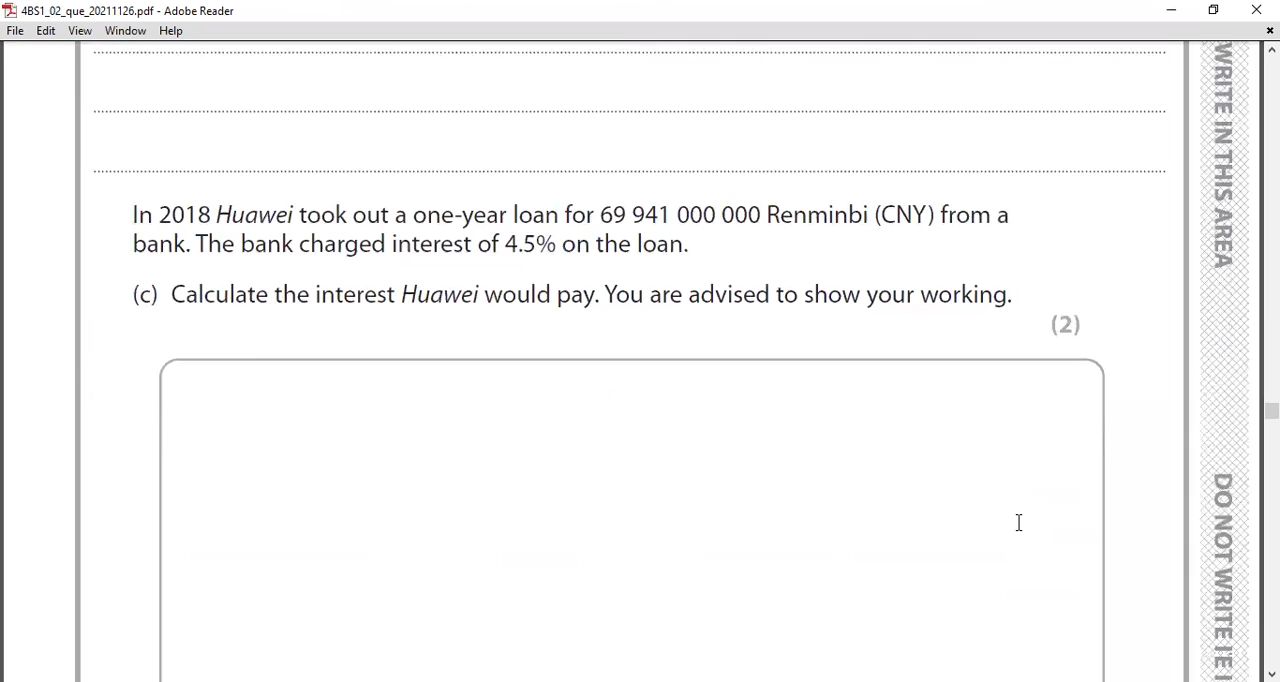 4BS1_02_que_20211126.pdf - Adobe Reader
File Edit View Window Help
In 2018 Huawei took out a one-year loan for 69 941 000 000 Renminbi (CNY) from a
bank. The bank charged interest of 4.5% on the loan.
(c) Calculate the interest Huawei would pay. You are advised to show your working.
(2)
WRITE IN THIS AREA
DO NOT WRITE